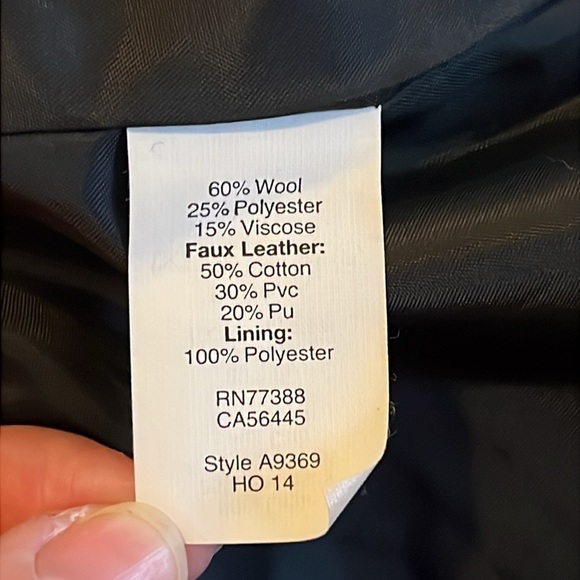 60% Wool
25% Polyester
15% Viscose
Faux Leather:
50% Cotton
30% Pvc
20% Pu
Lining:
100% Polyester
RN77388
CA56445
Style A9369
HO 14